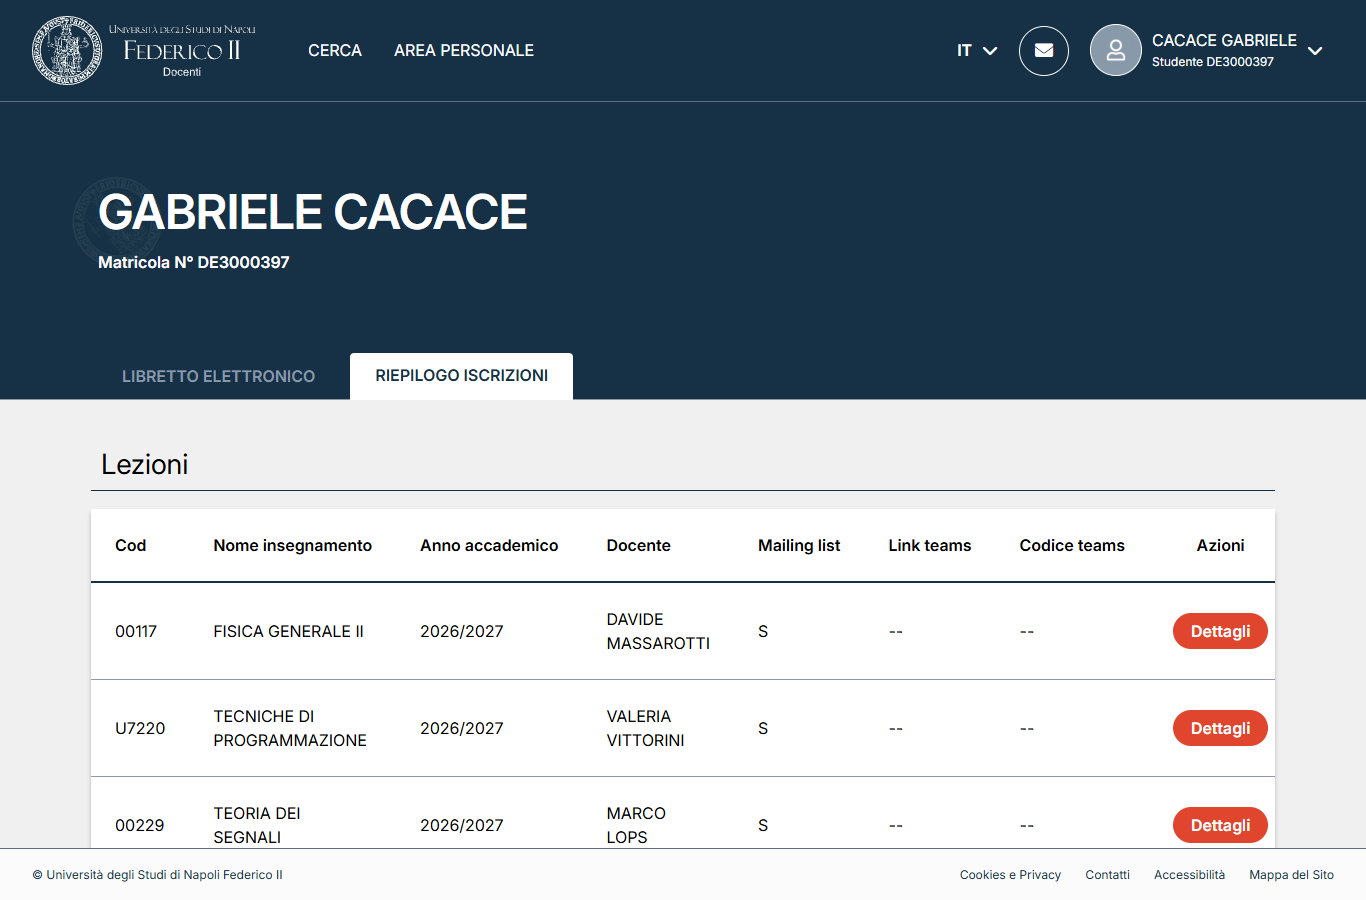 Università degli Studi di Napoli
Federico II
Docenti
CERCA
AREA PERSONALE
IT
CACACE GABRIELE
Studente DE3000397
GABRIELE CACACE
Matricola N° DE3000397
LIBRETTO ELETTRONICO
RIEPILOGO ISCRIZIONI
Lezioni
Cod Nome insegnamento Anno accademico Docente Mailing list Link teams Codice teams Azioni
00117 FISICA GENERALE II 2026/2027 DAVIDE MASSAROTTI S -- -- Dettagli
U7220 TECNICHE DI PROGRAMMAZIONE 2026/2027 VALERIA VITTORINI S -- -- Dettagli
00229 TEORIA DEI SEGNALI 2026/2027 MARCO LOPS S -- -- Dettagli
© Università degli Studi di Napoli Federico II
Cookies e Privacy Contatti Accessibilità Mappa del Sito